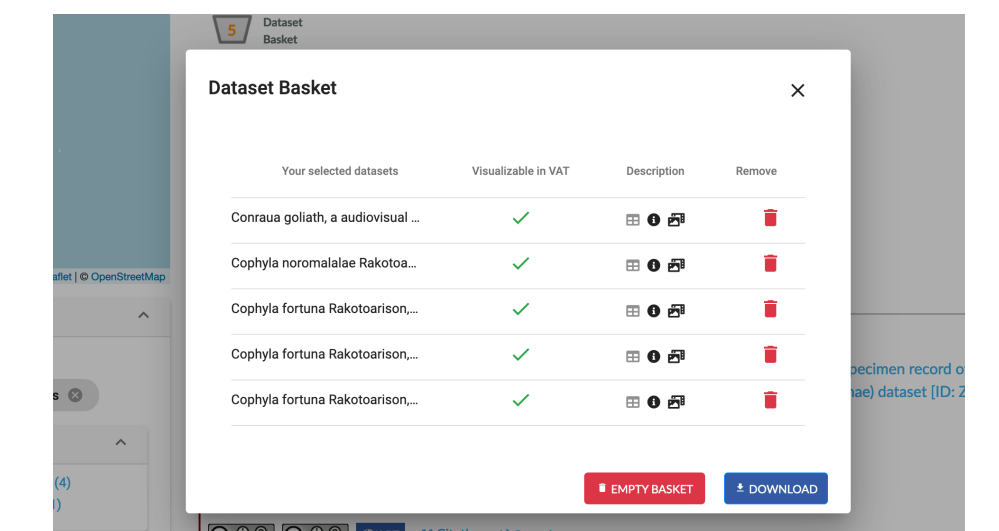 5
Dataset
Basket
Dataset Basket
Your selected datasets Visualizable in VAT Description Remove
Conraua goliath, a audiovisual ...
Cophyla noromalalae Rakotoa...
Cophyla fortuna Rakotoarison,...
Cophyla fortuna Rakotoarison,...
Cophyla fortuna Rakotoarison,...
EMPTY BASKET DOWNLOAD
aflet | © OpenStreetMap
s
(4)
)
pecimen record o
nae) dataset [ID: Z